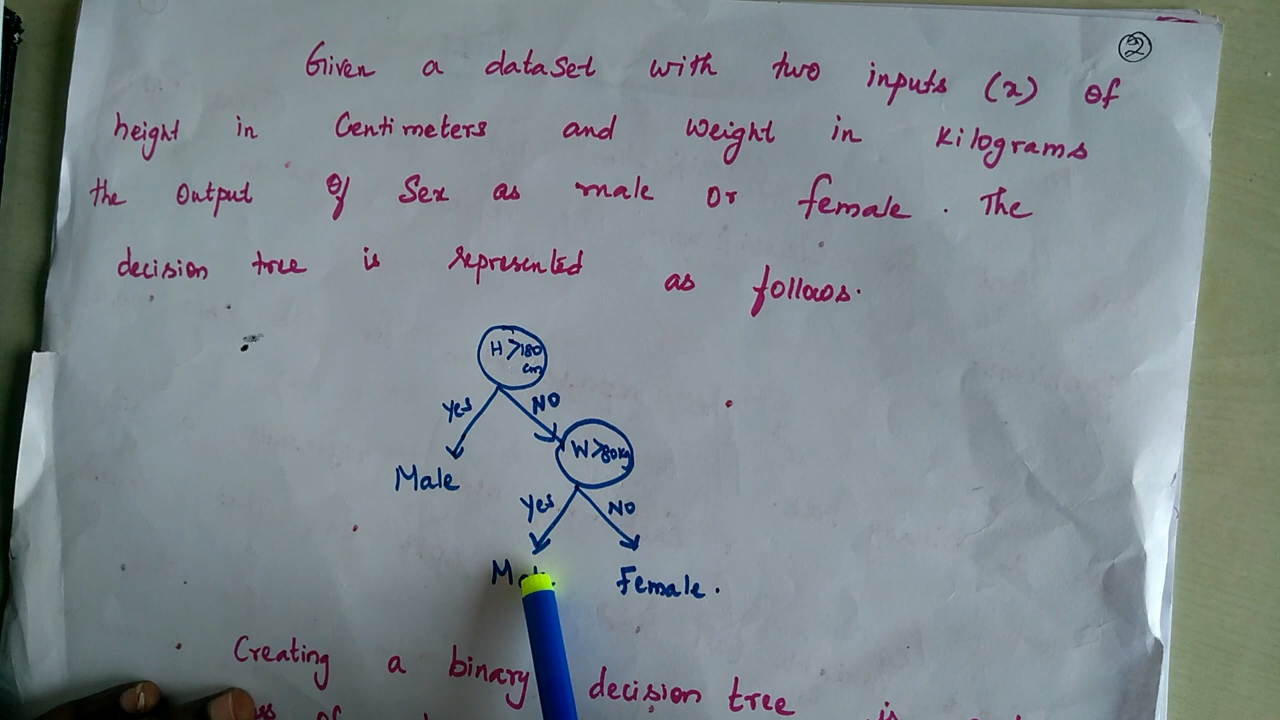 2
Given a dataset with two inputs (x) of
height in Centimeters and Weight in kilograms
the output of Sex as male or female. The
decision tree is represented as follows.
H >180
cm
Yes NO
W>80kg
Male
Yes NO
Female.
Creating a binary decision tree is